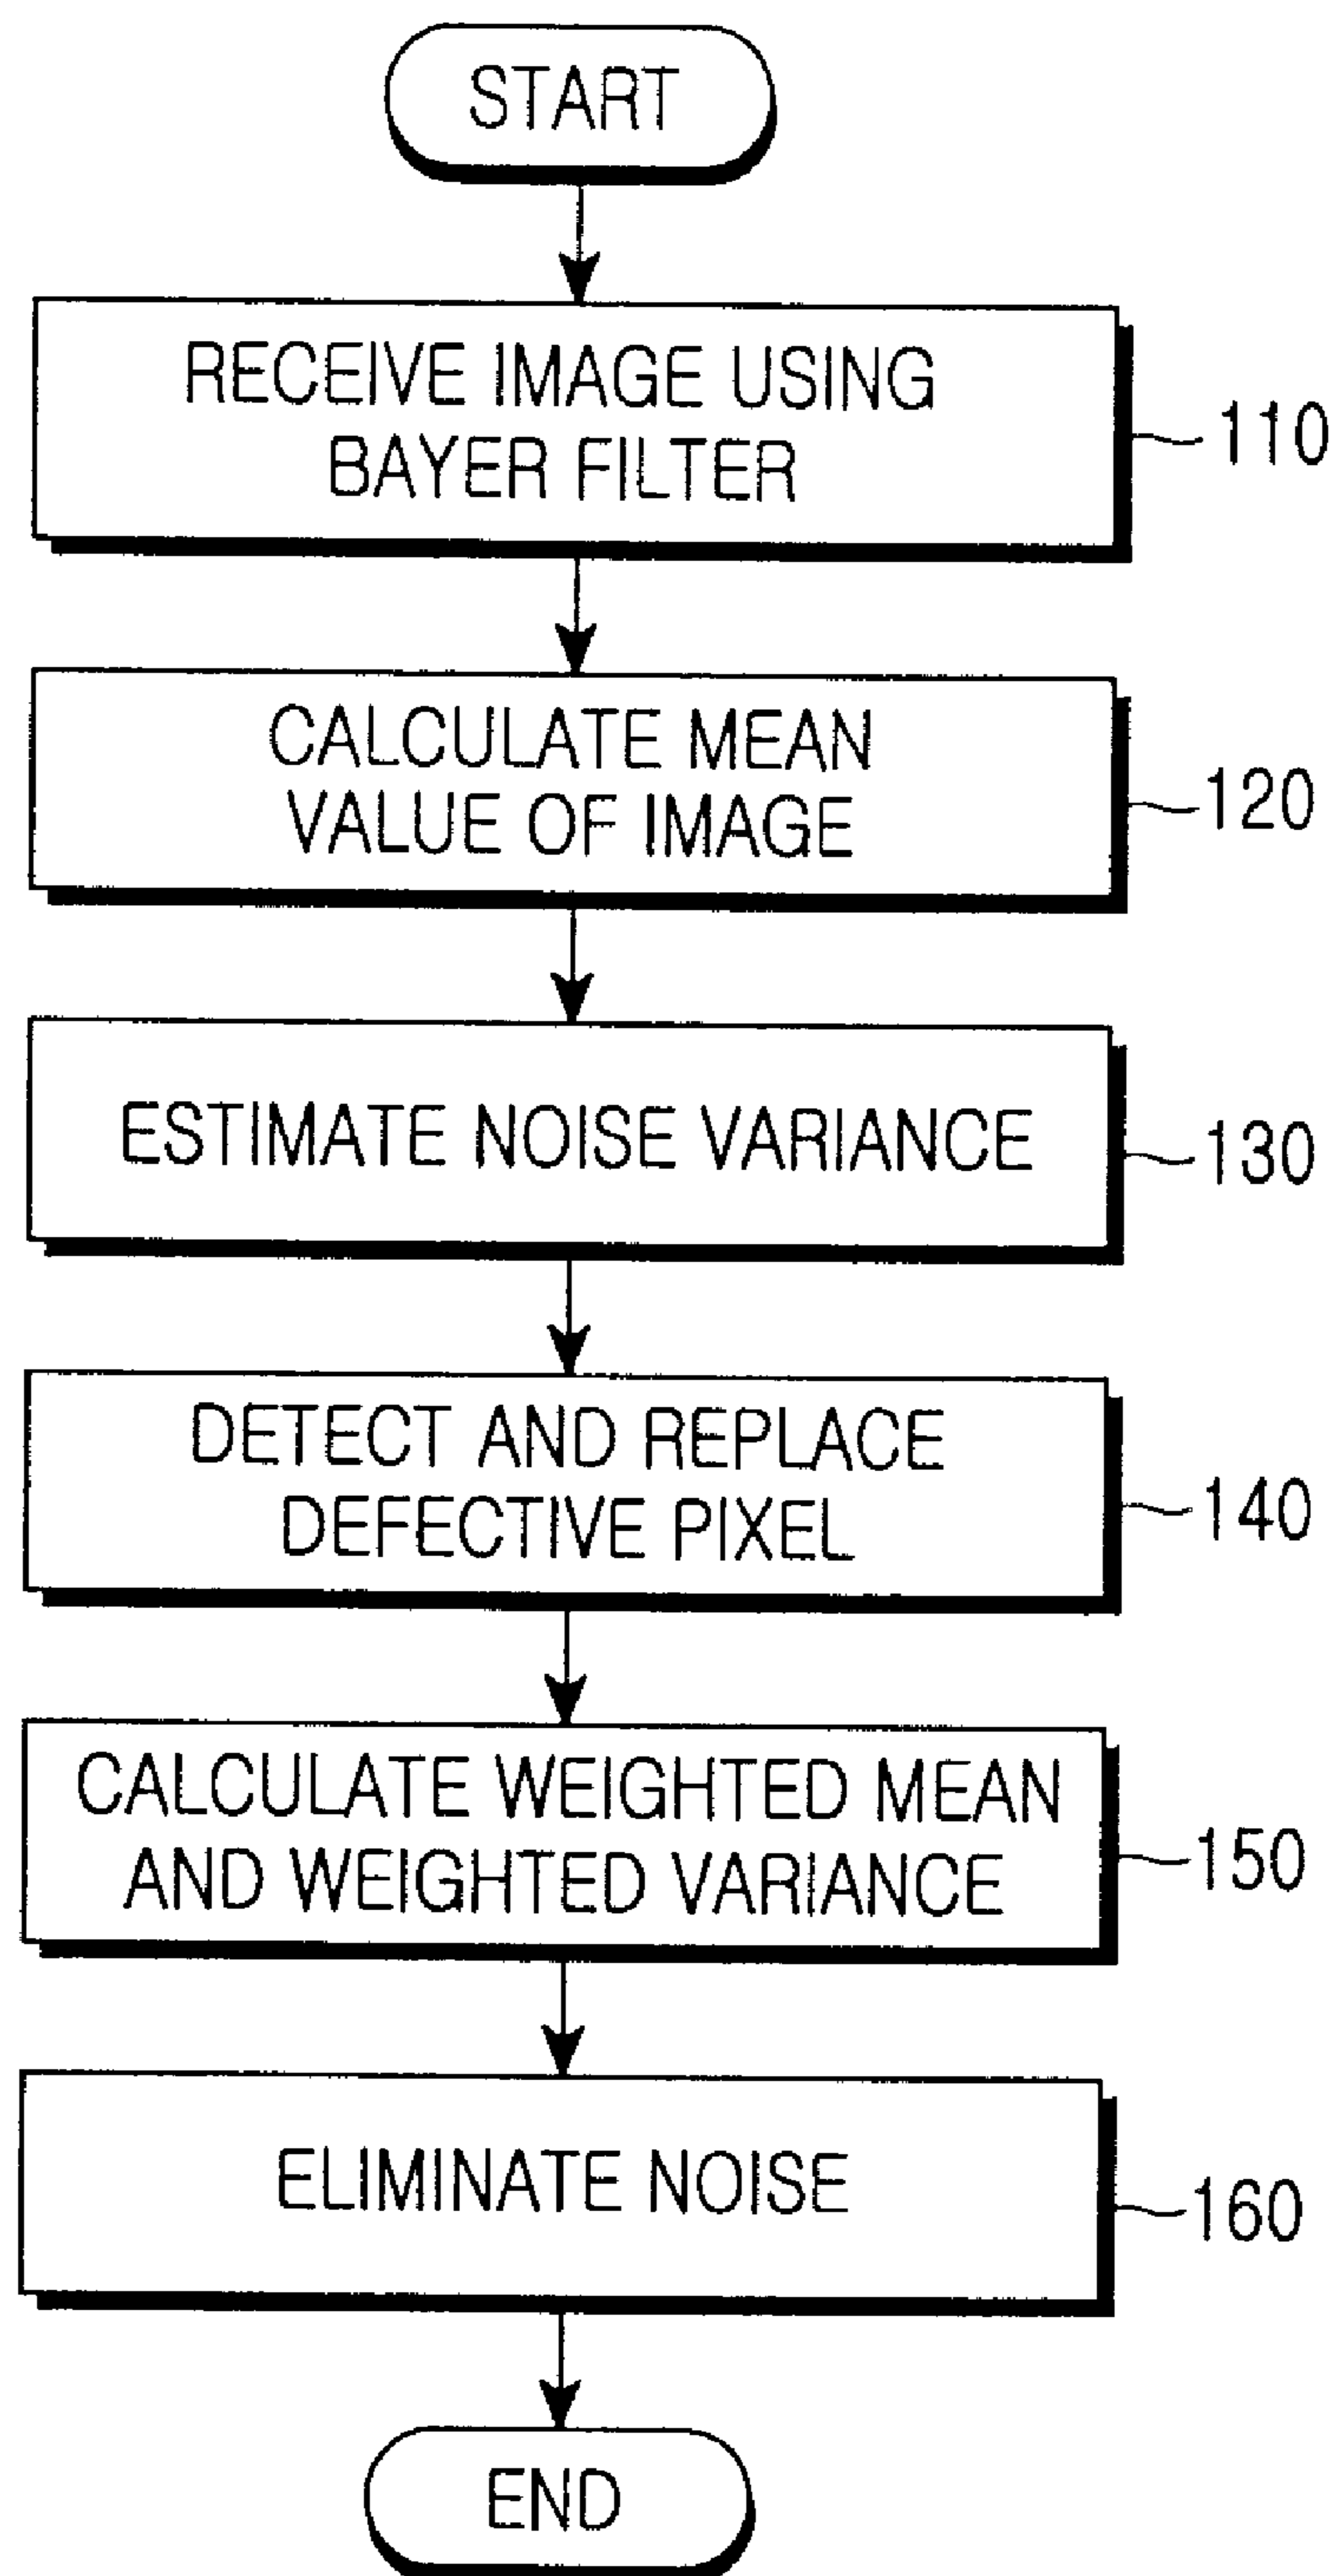 START
RECEIVE IMAGE USING
BAYER FILTER
110
CALCULATE MEAN
VALUE OF IMAGE
120
ESTIMATE NOISE VARIANCE
130
DETECT AND REPLACE
DEFECTIVE PIXEL
140
CALCULATE WEIGHTED MEAN
AND WEIGHTED VARIANCE
150
ELIMINATE NOISE
160
END